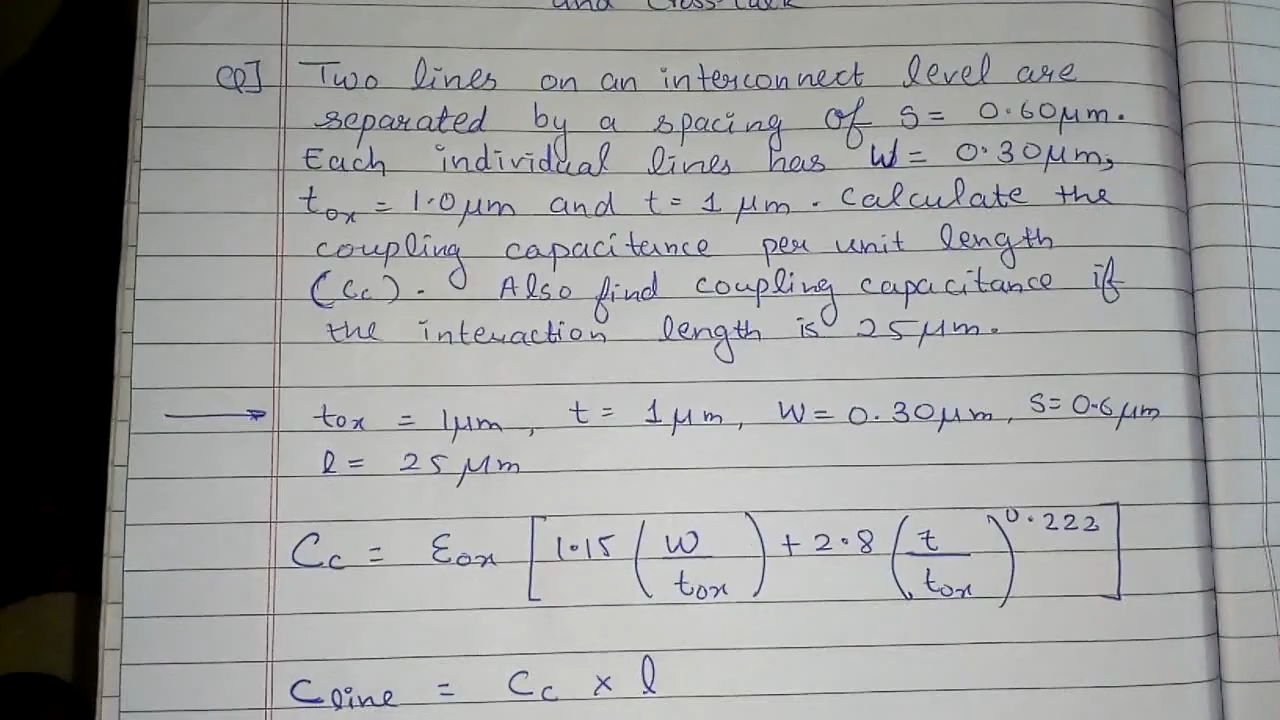 and Cross-talk
Q] Two lines on an interconnect level are
separated by a spacing of s = 0.60μm.
Each individual lines has w = 0.30μm,
tox = 1.0μm and t = 1 μm. Calculate the
coupling capacitance per unit length
(Cc). Also find coupling capacitance if
the interaction length is 25μm.
→ tox = 1μm, t = 1μm, w = 0.30μm, s = 0.6μm
l = 25μm
Cc = εox [1.15 (w/tox) + 2.8 (t/tox)^0.222]
Cline = Cc × l